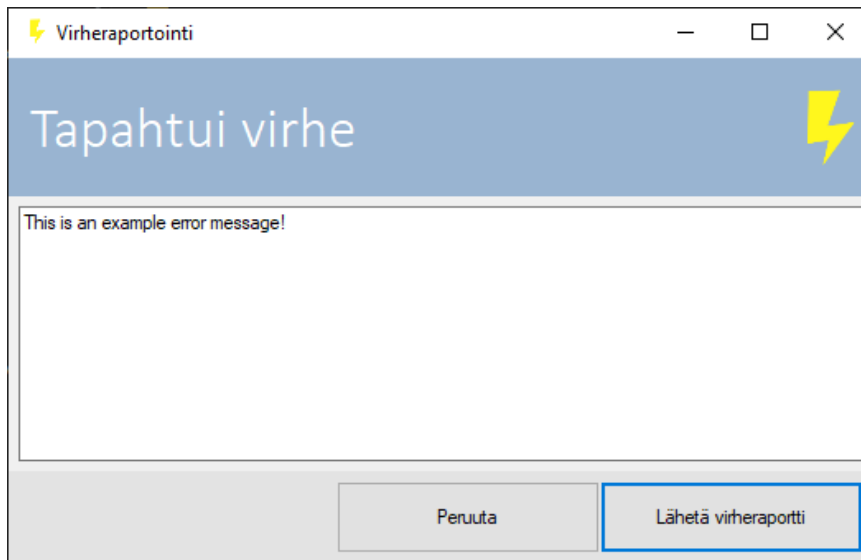 Virheraportointi
Tapahtui virhe
This is an example error message!
Peruuta
Lähetä virheraportti